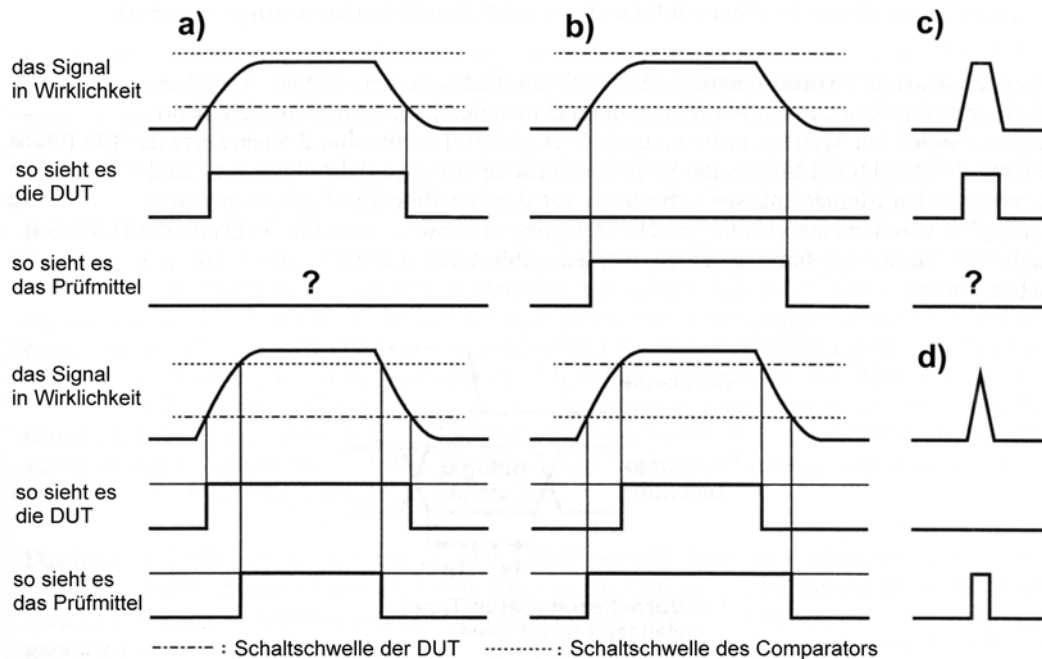 a)
b)
c)
das Signal
in Wirklichkeit
so sieht es
die DUT
so sieht es
das Prüfmittel
?
?
d)
das Signal
in Wirklichkeit
so sieht es
die DUT
so sieht es
das Prüfmittel
: Schaltschwelle der DUT
: Schaltschwelle des Comparators